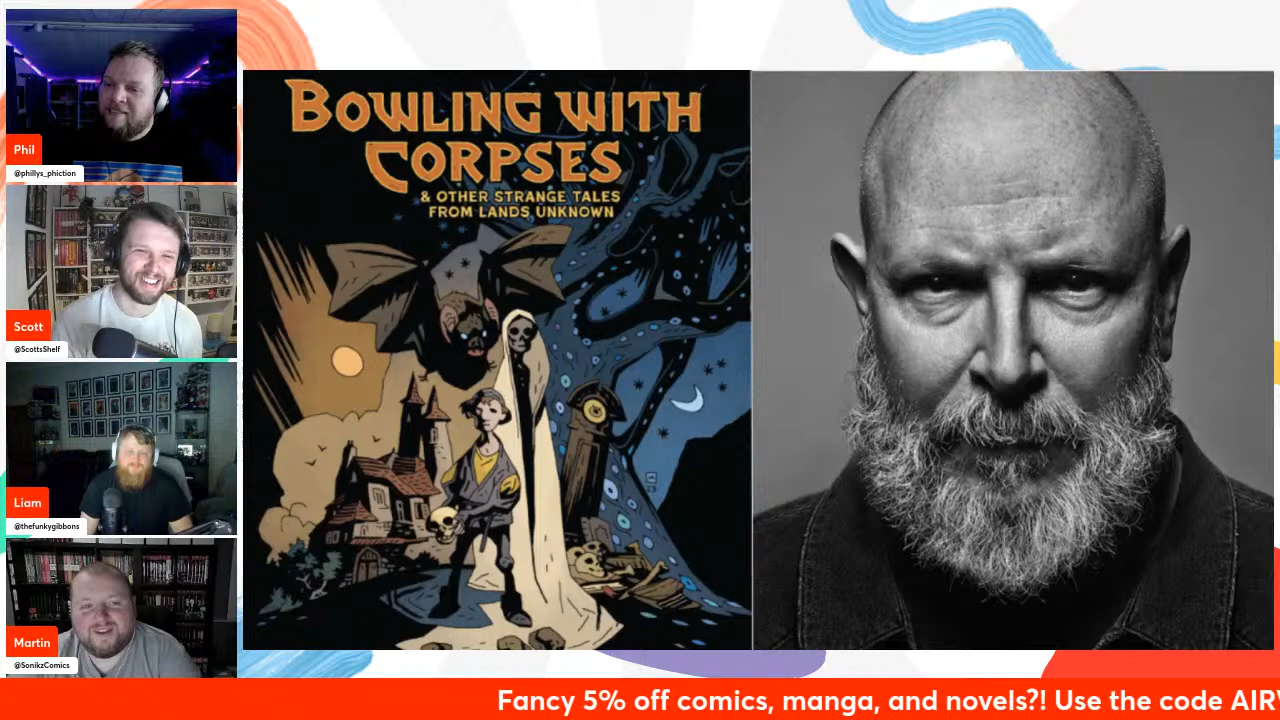 Phil
@phillys_phiction
Scott
@ScottsShelf
Liam
@thefunkygibbons
Martin
@SonikzComics
BOWLING WITH
CORPSES
& OTHER STRANGE TALES
FROM LANDS UNKNOWN
Fancy 5% off comics, manga, and novels?! Use the code AIR